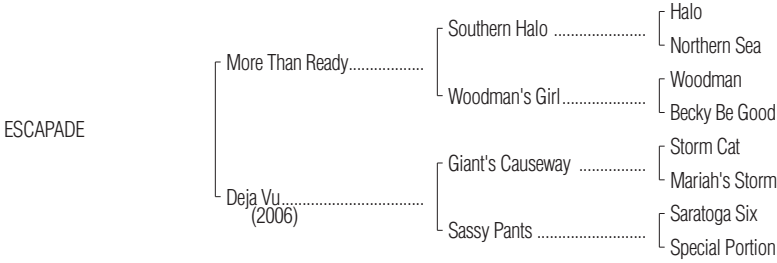 Halo
Southern Halo ......................
Northern Sea
More Than Ready..................
Woodman
Woodman's Girl....................
Becky Be Good
ESCAPADE
Storm Cat
Giant's Causeway ................
Mariah's Storm
Deja Vu..................................
(2006)
Saratoga Six
Sassy Pants ..........................
Special Portion